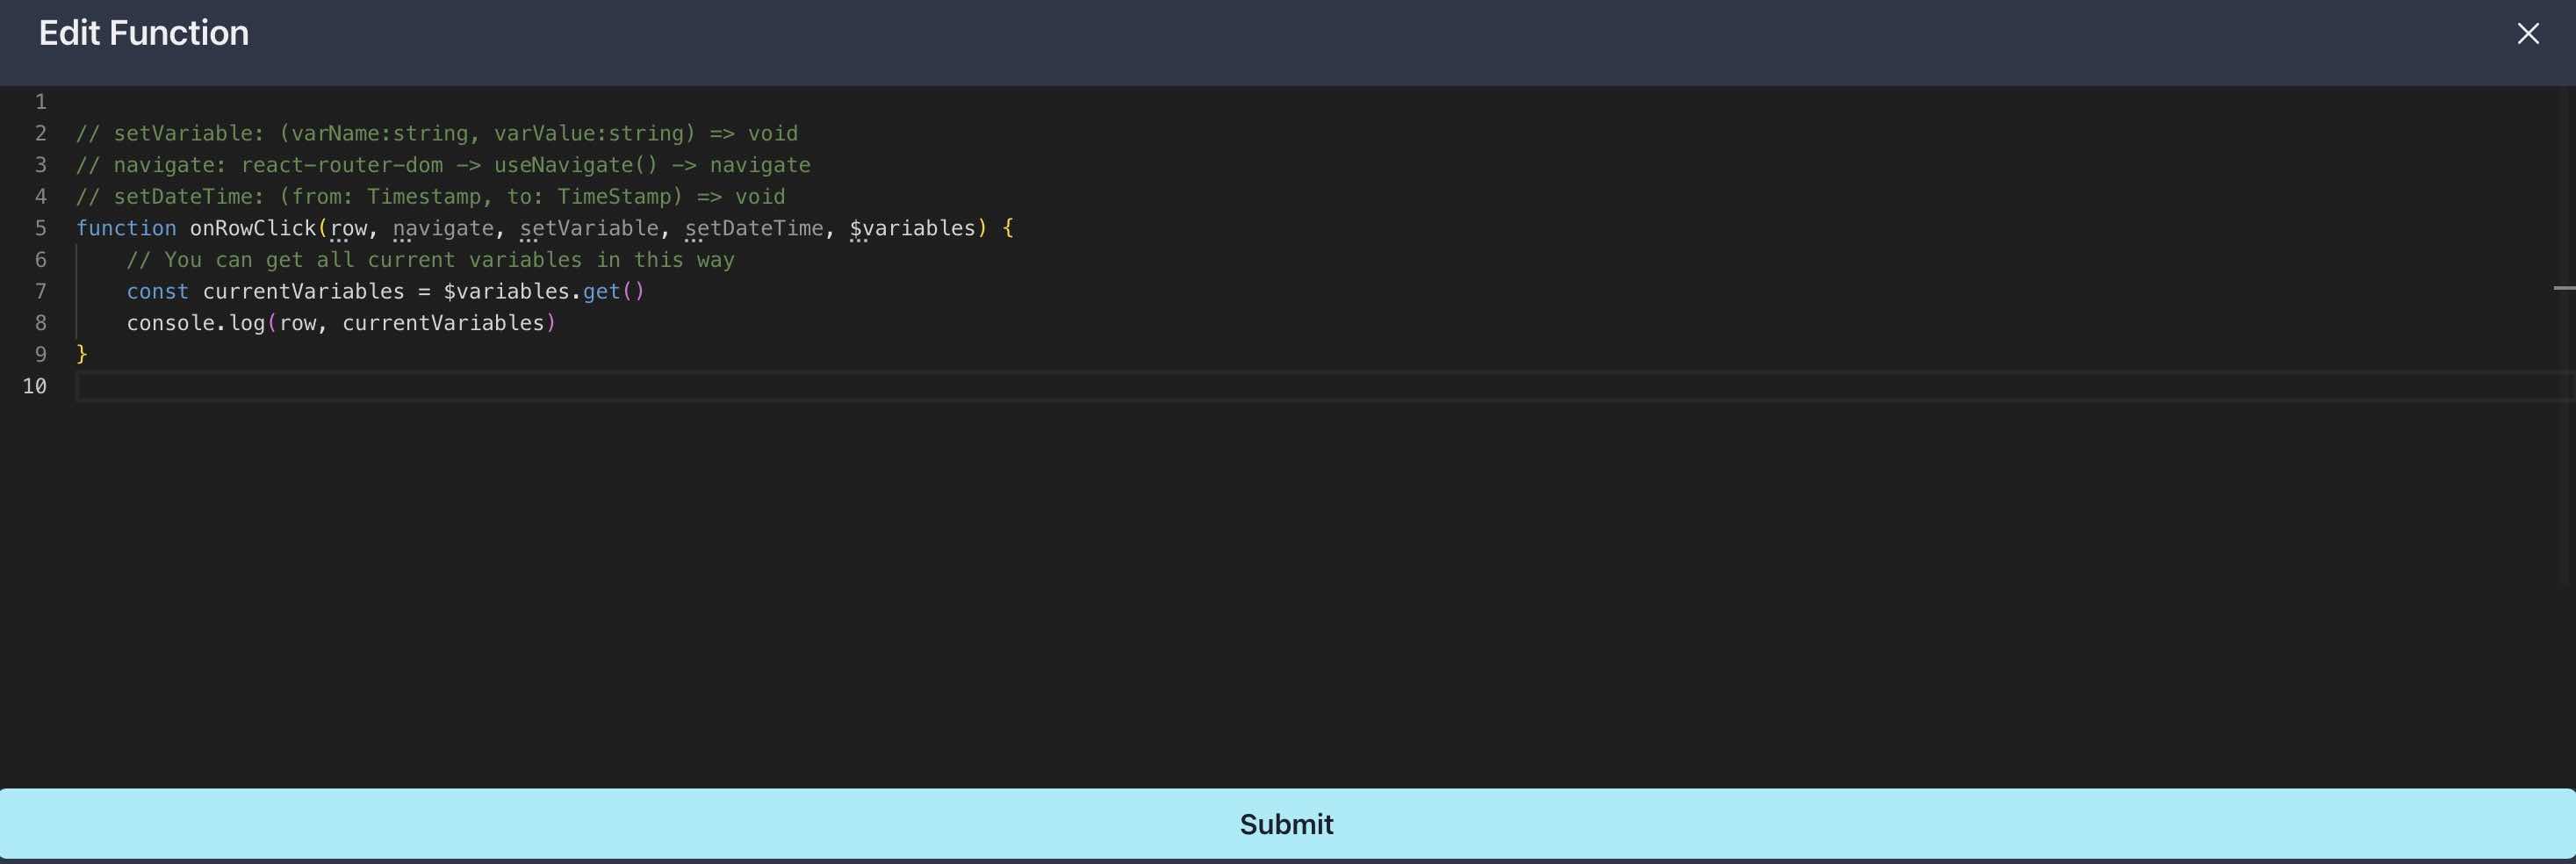 Edit Function
1
2 // setVariable: (varName:string, varValue:string) => void
3 // navigate: react-router-dom -> useNavigate() -> navigate
4 // setDateTime: (from: Timestamp, to: TimeStamp) => void
5 function onRowClick(row, navigate, setVariable, setDateTime, $variables) {
6     // You can get all current variables in this way
7     const currentVariables = $variables.get()
8     console.log(row, currentVariables)
9 }
10
Submit